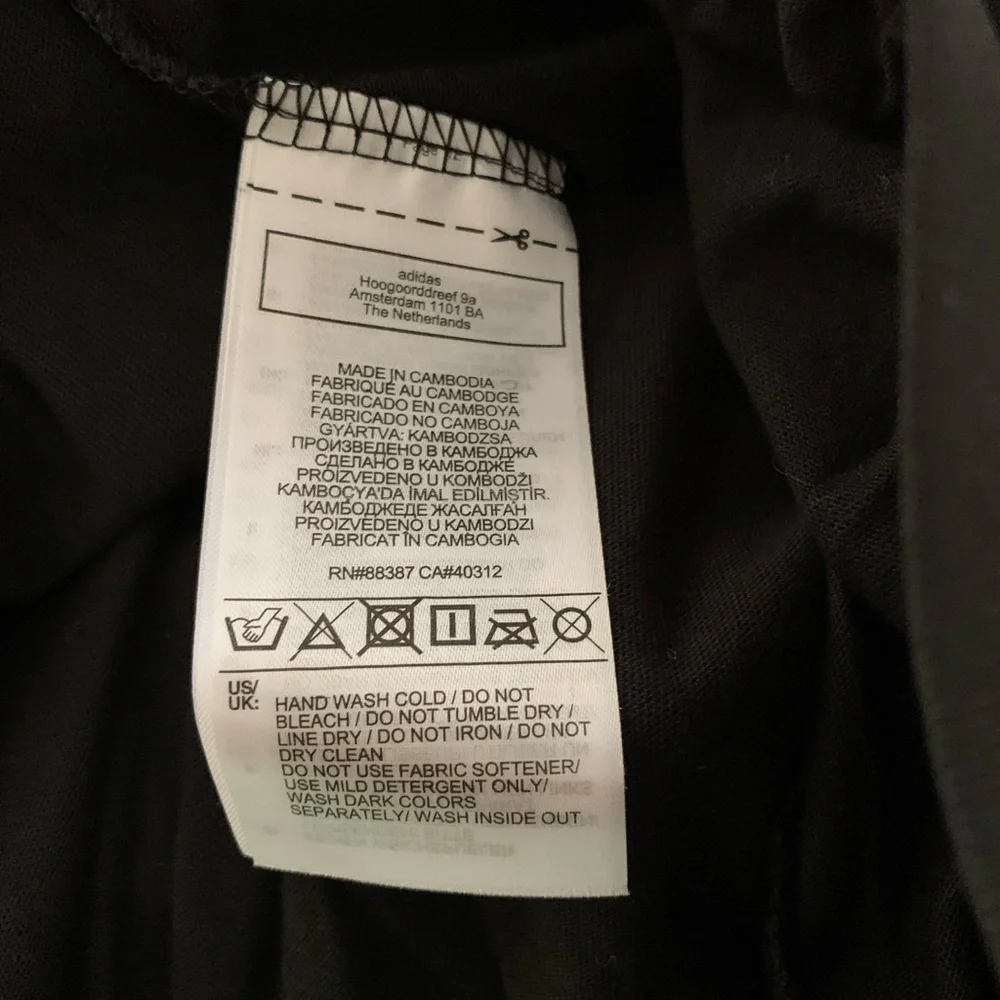 adidas
Hoogoorddreef 9a
Amsterdam 1101 BA
The Netherlands
MADE IN CAMBODIA
FABRIQUÉ AU CAMBODGE
FABRICADO EN CAMBOYA
FABRICADO NO CAMBOJA
GYÁRTVA: KAMBODZSA
ПРОИЗВЕДЕНО В КАМБОДЖА
СДЕЛАНО В КАМБОДЖЕ
PROIZVEDENO U KOMBODŽI
KAMBOÇYA'DA İMAL EDİLMİŞTİR.
КАМБОДЖЕДЕ ЖАСАЛҒАН
PROIZVEDENO U KAMBODZI
FABRICAT ÎN CAMBOGIA
RN#88387 CA#40312
US/
UK:
HAND WASH COLD / DO NOT
BLEACH / DO NOT TUMBLE DRY /
LINE DRY / DO NOT IRON / DO NOT
DRY CLEAN
DO NOT USE FABRIC SOFTENER/
USE MILD DETERGENT ONLY/
WASH DARK COLORS
SEPARATELY/ WASH INSIDE OUT